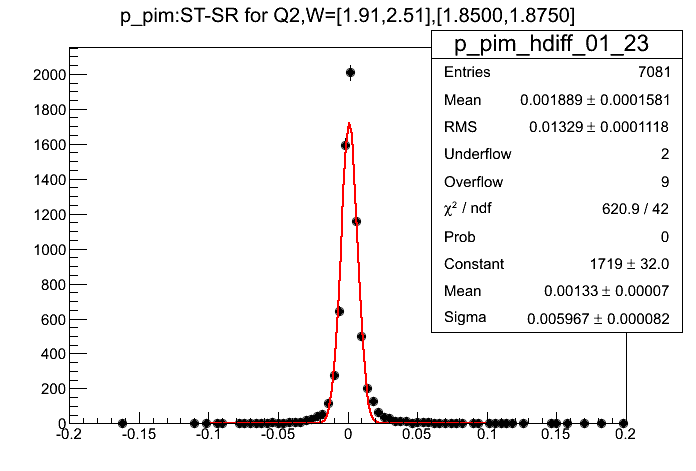 p_pim:ST-SR for Q2,W=[1.91,2.51],[1.8500,1.8750]
p_pim_hdiff_01_23
Entries 7081
Mean 0.001889 ± 0.0001581
RMS 0.01329 ± 0.0001118
Underflow 2
Overflow 9
χ² / ndf 620.9 / 42
Prob 0
Constant 1719 ± 32.0
Mean 0.00133 ± 0.00007
Sigma 0.005967 ± 0.000082
2000
1800
1600
1400
1200
1000
800
600
400
200
0
-0.2 -0.15 -0.1 -0.05 0 0.05 0.1 0.15 0.2